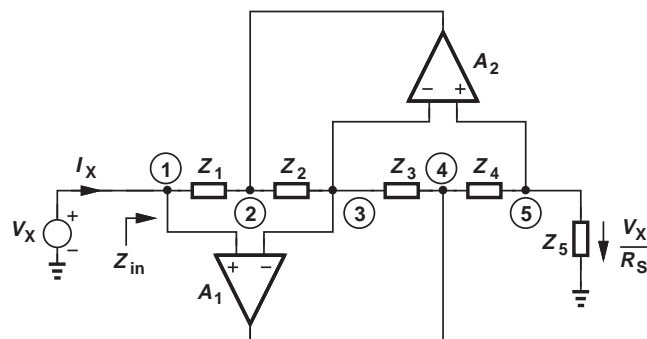 A2
− +
IX
1
Z1
Z2
Z3
4
Z4
2
3
5
VX
+
−
Zin
+ −
A1
Z5
VX
RS